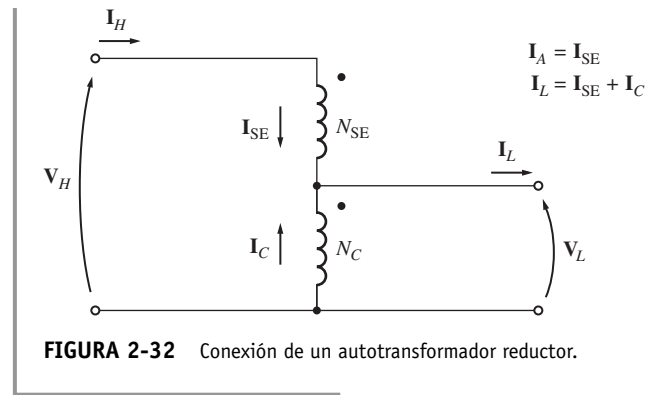 I_H
I_A = I_SE
I_L = I_SE + I_C
I_SE
N_SE
I_L
V_H
I_C
N_C
V_L
FIGURA 2-32 Conexión de un autotransformador reductor.